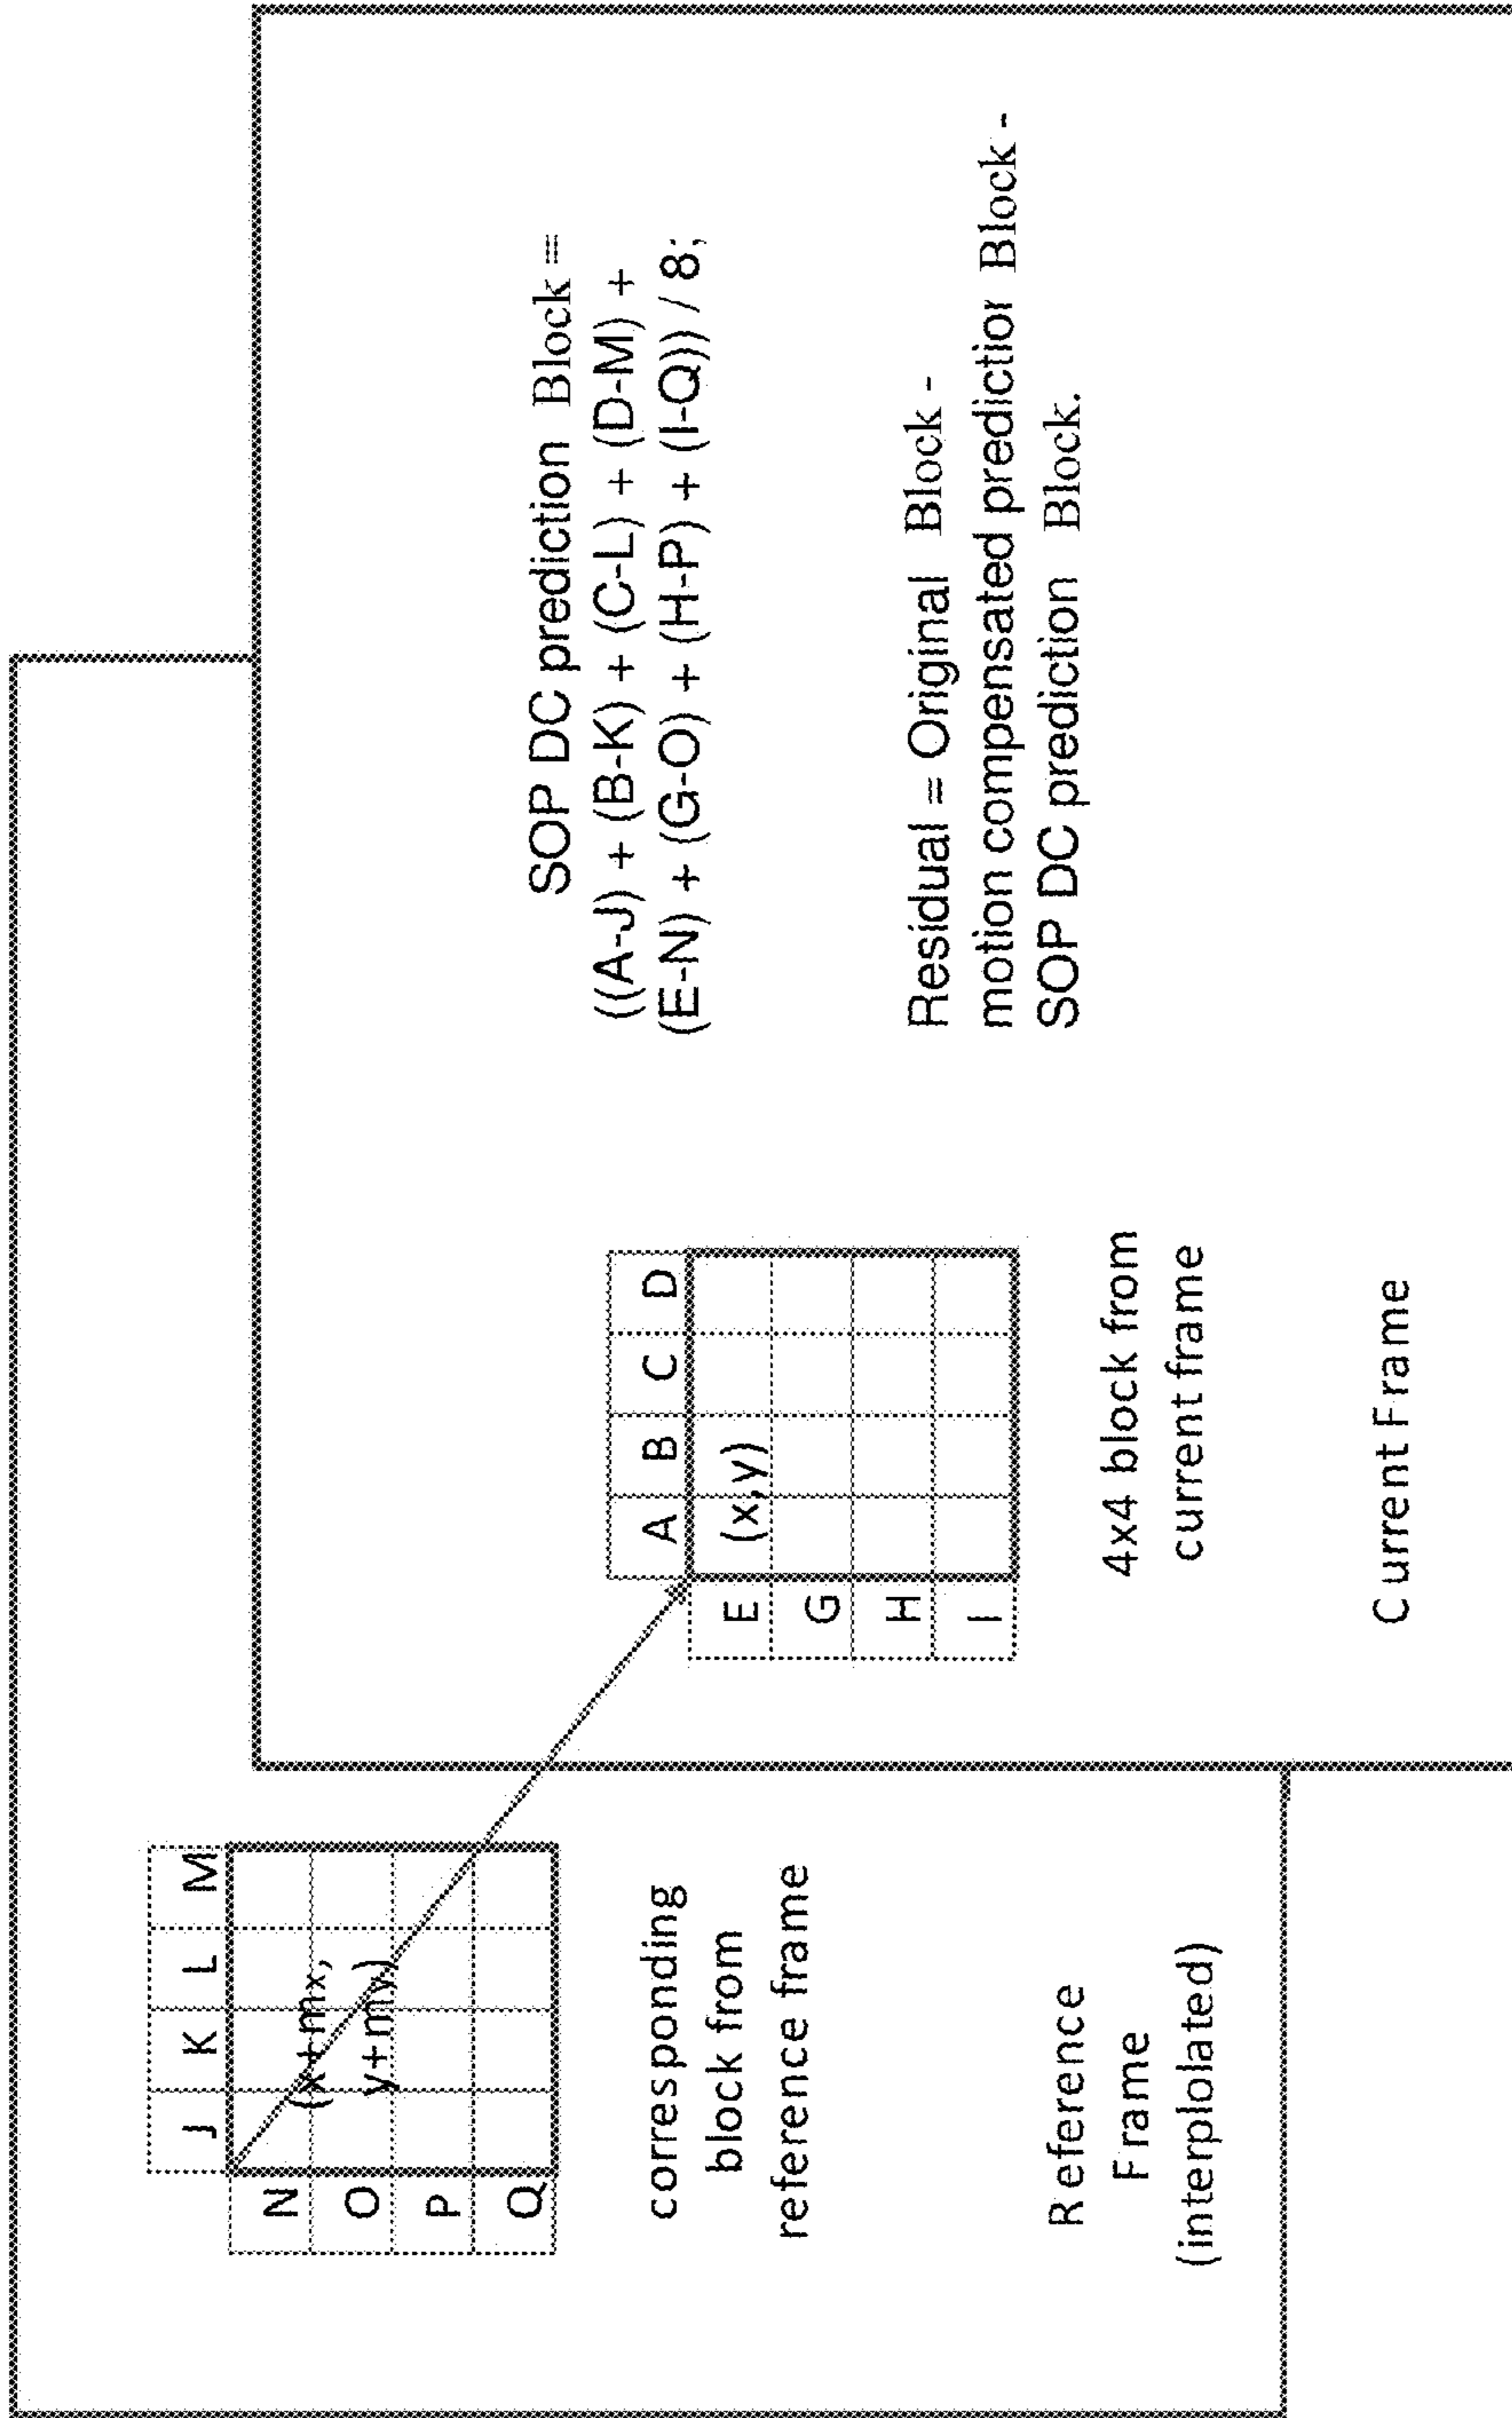 J K L M
N
O
P
Q
(x+mx,
y+my)
corresponding
block from
reference frame
Reference
Frame
(interplolated)
A B C D
E
G
H
I
(x,y)
4x4 block from
current frame
Current Frame
SOP DC prediction Block =
((A-J) + (B-K) + (C-L) + (D-M) +
(E-N) + (G-O) + (H-P) + (I-Q)) / 8;
Residual = Original Block -
motion compensated predictior Block -
SOP DC prediction Block.